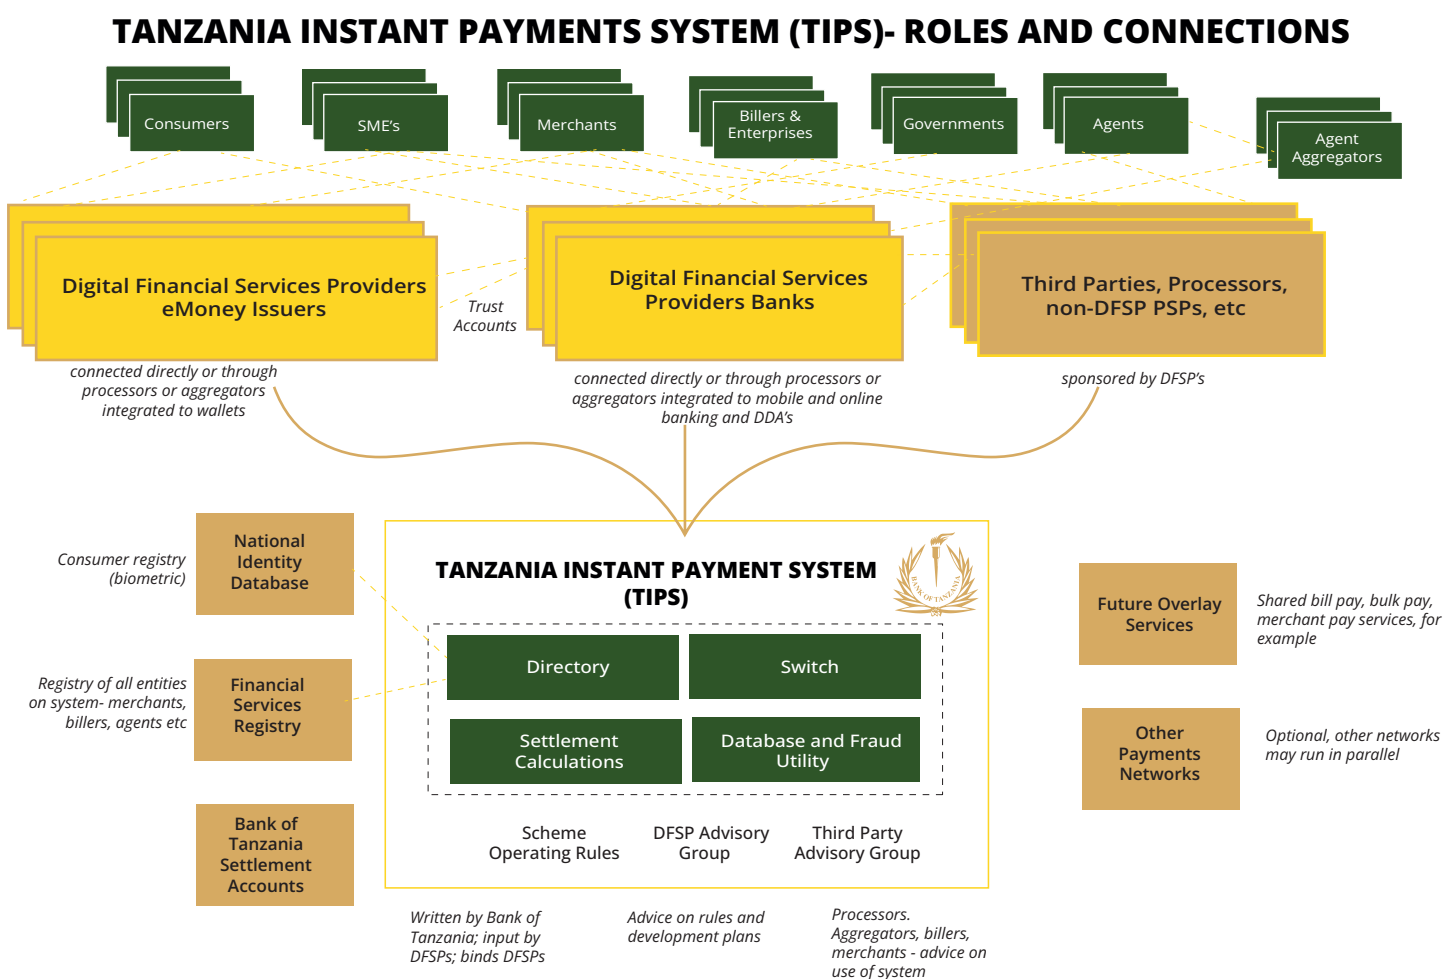 TANZANIA INSTANT PAYMENTS SYSTEM (TIPS)- ROLES AND CONNECTIONS
Consumers
SME's
Merchants
Billers &
Enterprises
Governments
Agents
Agent
Aggregators
Digital Financial Services Providers
eMoney Issuers
Trust
Accounts
Digital Financial Services
Providers Banks
Third Parties, Processors,
non-DFSP PSPs, etc
connected directly or through
processors or aggregators
integrated to wallets
connected directly or through processors or
aggregators integrated to mobile and online
banking and DDA's
sponsored by DFSP's
Consumer registry
(biometric)
National
Identity
Database
Registry of all entities
on system- merchants,
billers, agents etc
Financial
Services
Registry
Bank of
Tanzania
Settlement
Accounts
TANZANIA INSTANT PAYMENT SYSTEM
(TIPS)
BANK OF TANZANIA
Directory
Switch
Settlement
Calculations
Database and Fraud
Utility
Scheme
Operating Rules
DFSP Advisory
Group
Third Party
Advisory Group
Written by Bank of
Tanzania; input by
DFSPs; binds DFSPs
Advice on rules and
development plans
Processors.
Aggregators, billers,
merchants - advice on
use of system
Future Overlay
Services
Shared bill pay, bulk pay,
merchant pay services, for
example
Other
Payments
Networks
Optional, other networks
may run in parallel